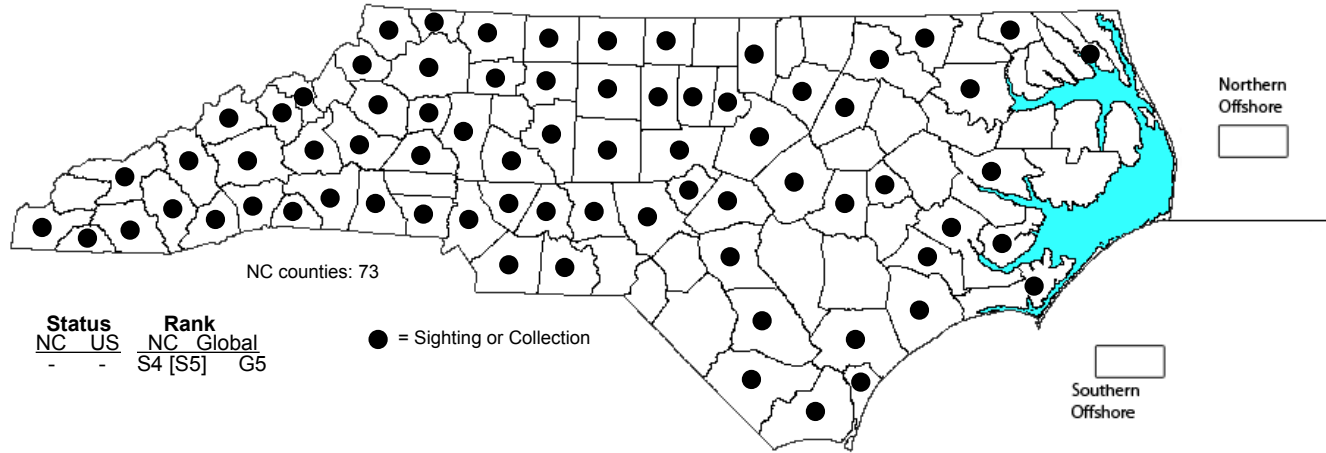 Northern
Offshore
NC counties: 73
Status Rank
NC US NC Global
- - S4 [S5] G5
= Sighting or Collection
Southern
Offshore